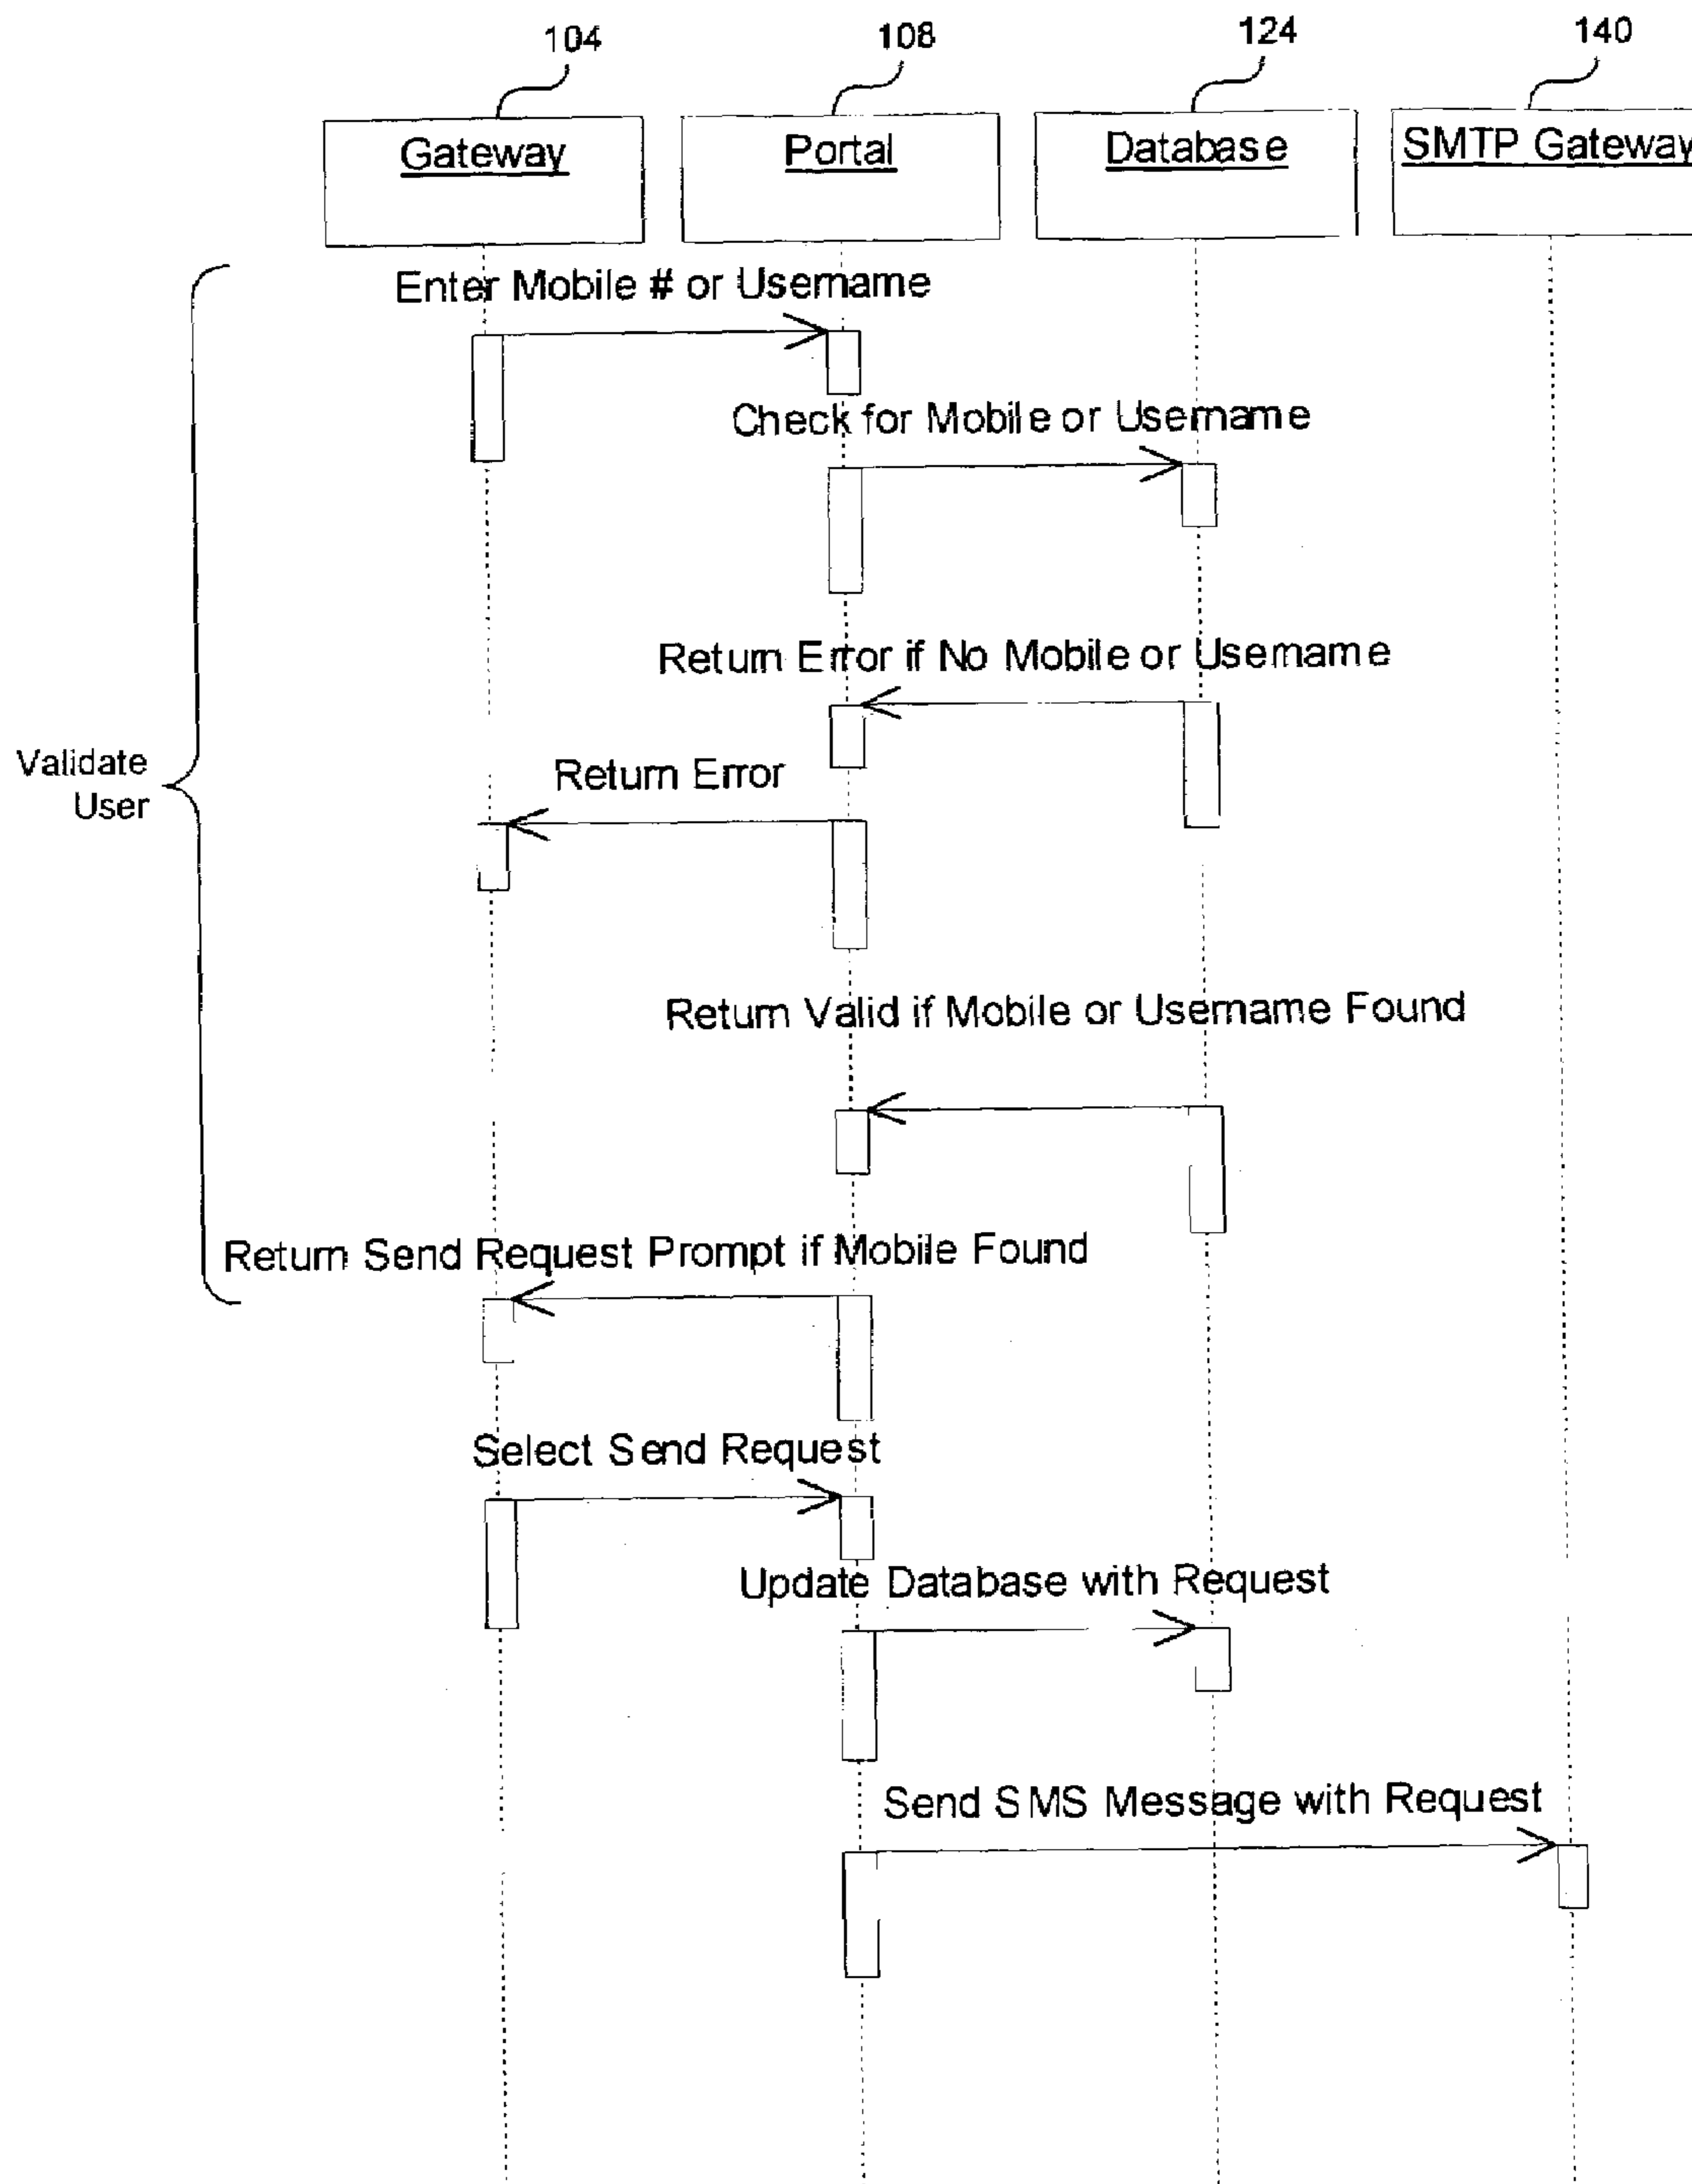 104
108
124
140
Gateway
Portal
Database
SMTP Gateway
Enter Mobile # or Username
Check for Mobile or Username
Return Error if No Mobile or Username
Validate
User
Return Error
Return Valid if Mobile or Username Found
Return Send Request Prompt if Mobile Found
Select Send Request
Update Database with Request
Send SMS Message with Request